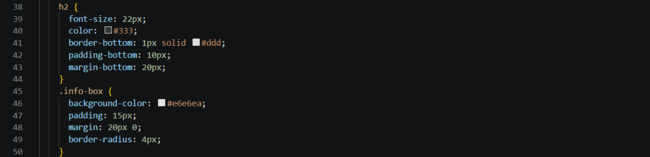 38 h2 {
39 font-size: 22px;
40 color: #333;
41 border-bottom: 1px solid #ddd;
42 padding-bottom: 10px;
43 margin-bottom: 20px;
44 }
45 .info-box {
46 background-color: #e6e6ea;
47 padding: 15px;
48 margin: 20px 0;
49 border-radius: 4px;
50 }